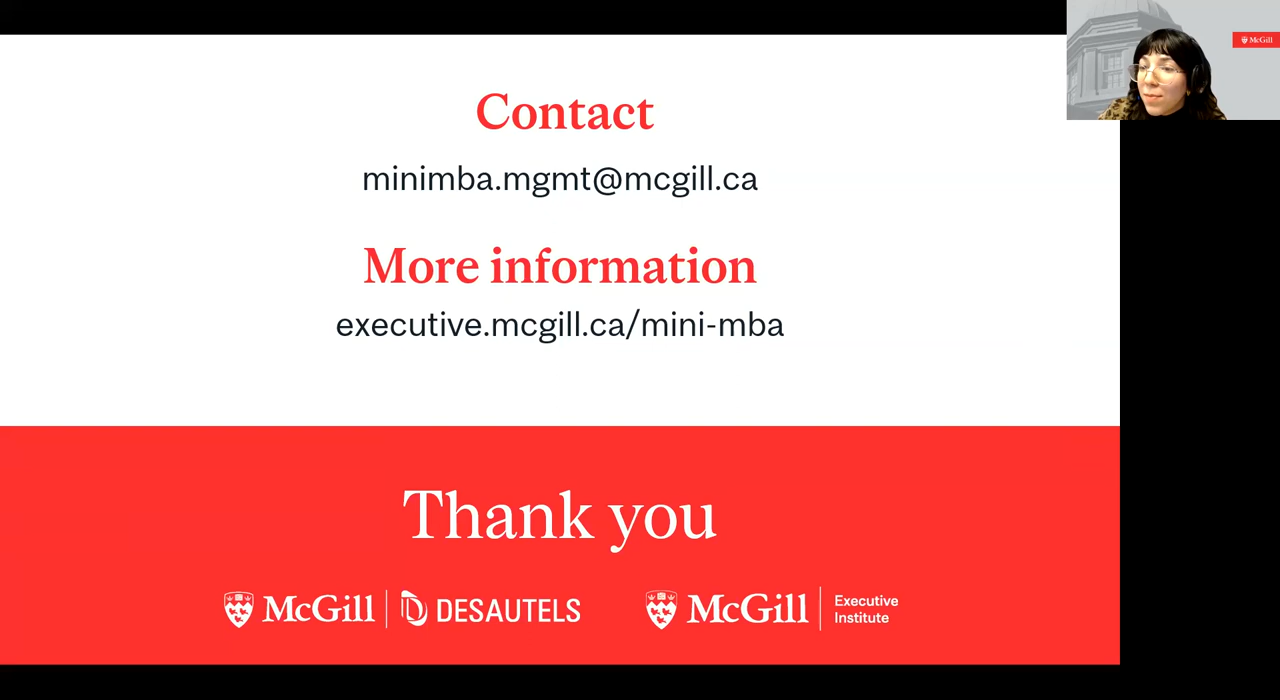 McGill
Contact
minimba.mgmt@mcgill.ca
More information
executive.mcgill.ca/mini-mba
Thank you
McGill DESAUTELS
McGill Executive Institute